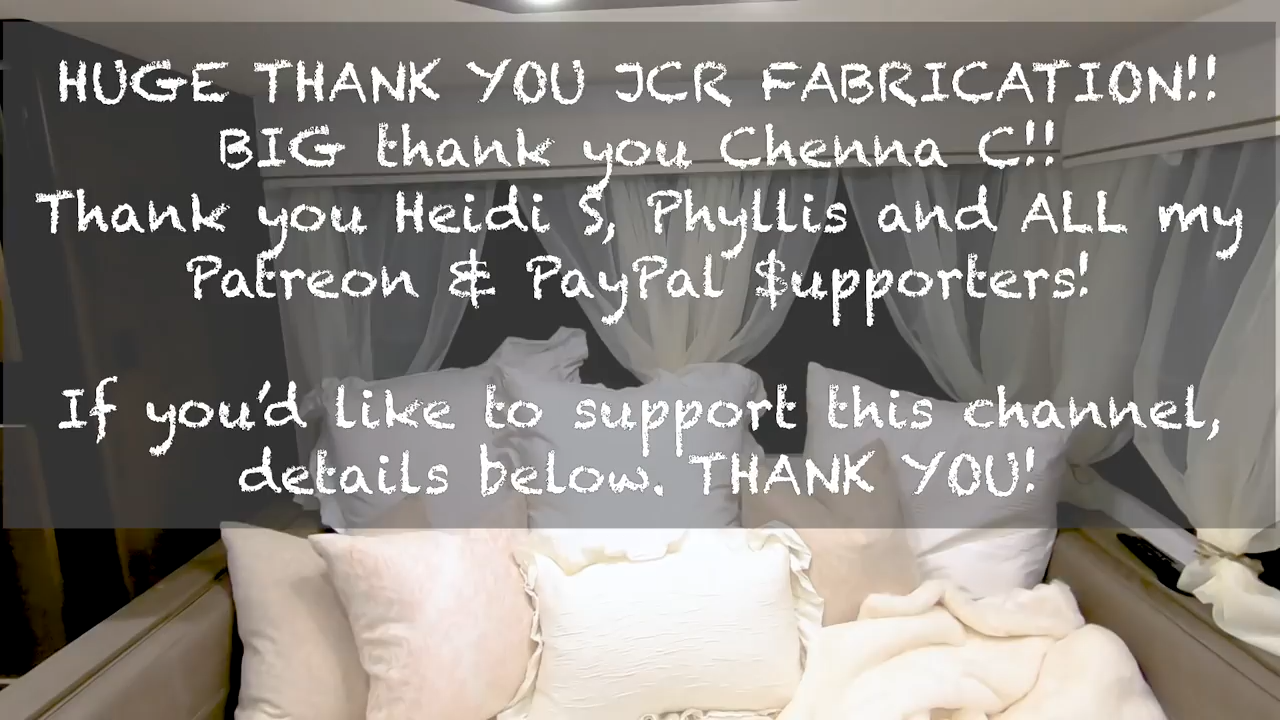 HUGE THANK YOU JCR FABRICATION!!
BIG thank you Chenna C!!
Thank you Heidi S, Phyllis and ALL my
Patreon & PayPal $upporters!
If you'd like to support this channel,
details below. THANK YOU!